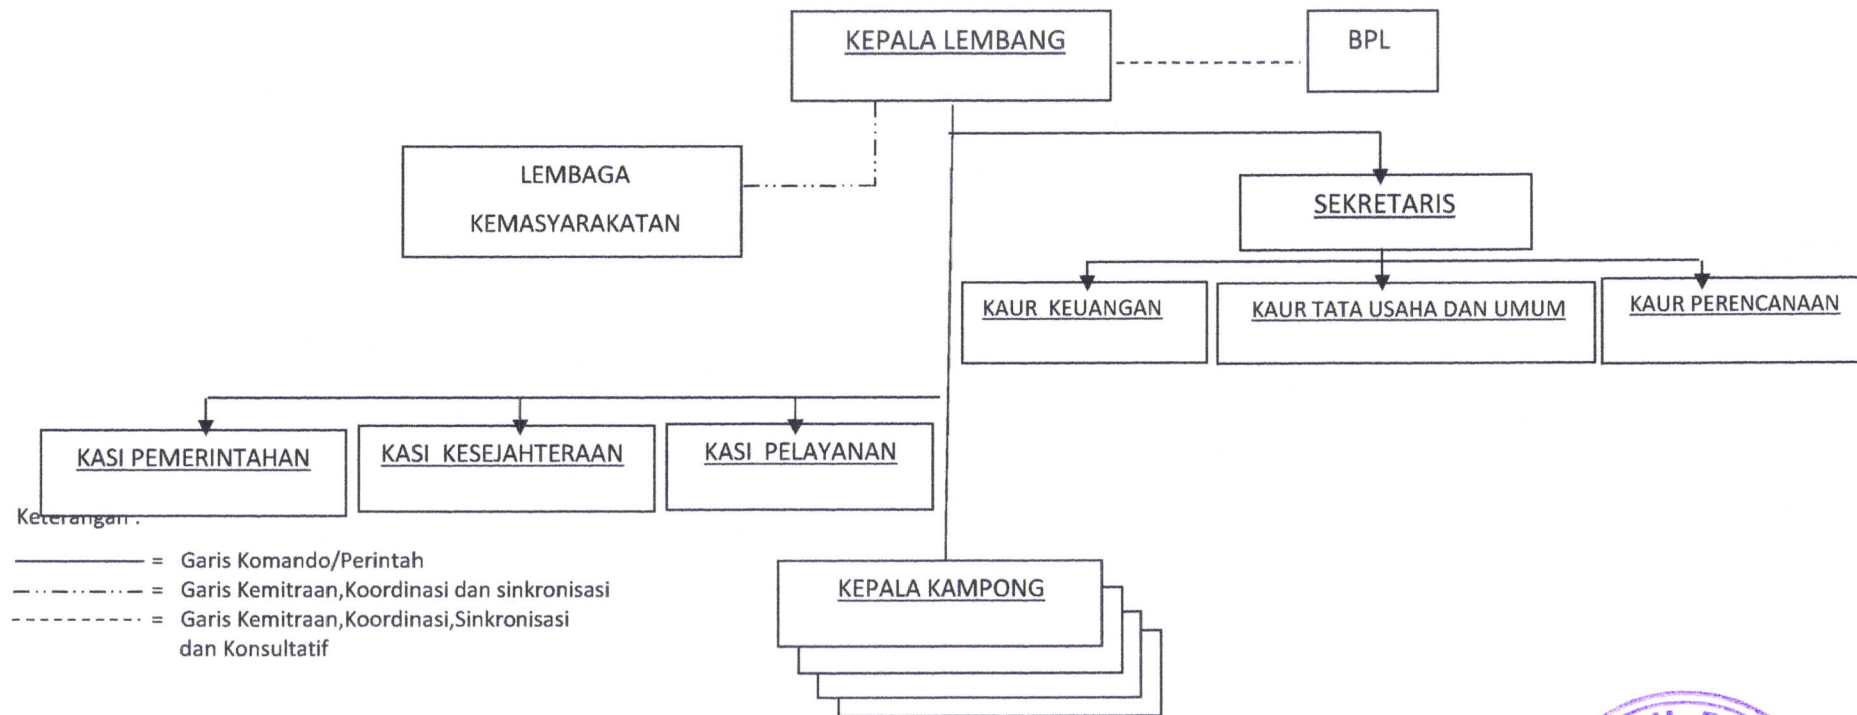 KEPALA LEMBANG
BPL
LEMBAGA
KEMASYARAKATAN
SEKRETARIS
KAUR KEUANGAN
KAUR TATA USAHA DAN UMUM
KAUR PERENCANAAN
KASI PEMERINTAHAN
KASI KESEJAHTERAAN
KASI PELAYANAN
Keterangan :
= Garis Komando/Perintah
= Garis Kemitraan,Koordinasi dan sinkronisasi
= Garis Kemitraan,Koordinasi,Sinkronisasi
dan Konsultatif
KEPALA KAMPONG